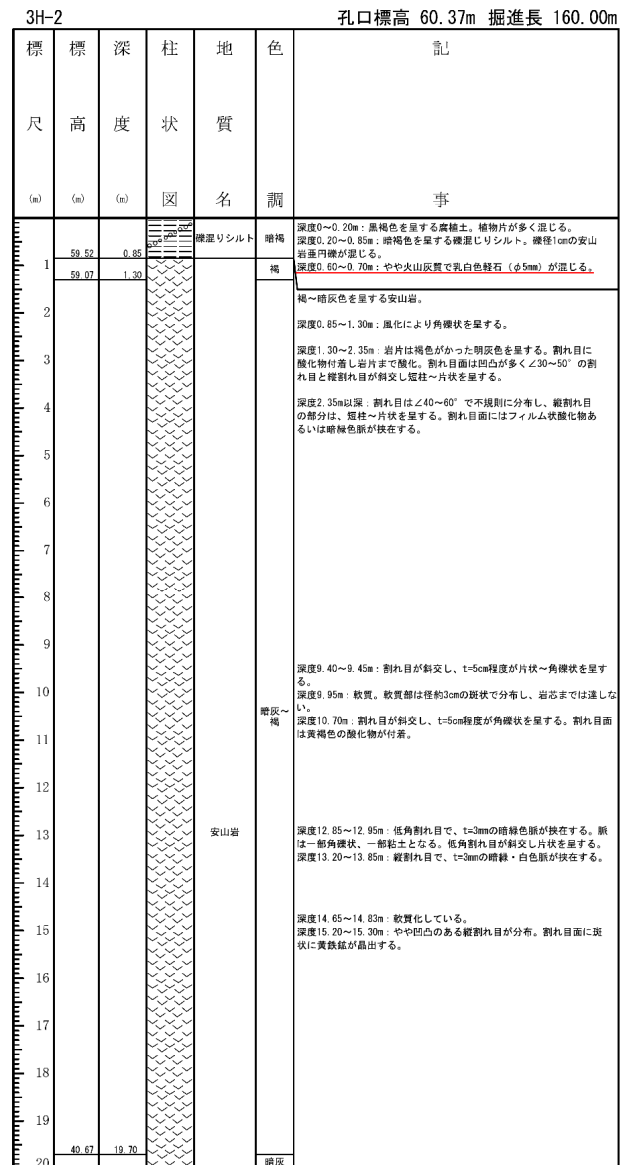 3H-2 孔口標高 60.37m 掘進長 160.00m
標尺(m) 標高(m) 深度(m) 柱状図 地質名 色調 記事
礫混りシルト 暗褐
59.52 0.85
褐
59.07 1.30
深度0～0.20m：黒褐色を呈する腐植土。植物片が多く混じる。
深度0.20～0.85m：暗褐色を呈する礫混じりシルト。礫径1cmの安山
岩亜円礫が混じる。
深度0.60～0.70m：やや火山灰質で乳白色軽石（φ5mm）が混じる。
褐～暗灰色を呈する安山岩。
深度0.85～1.30m：風化により角礫状を呈する。
深度1.30～2.35m：岩片は褐色がかった明灰色を呈する。割れ目に
酸化物付着し岩片まで酸化。割れ目面は凹凸が多く∠30～50°の割
れ目と縦割れ目が斜交し短柱～片状を呈する。
深度2.35m以深：割れ目は∠40～60°で不規則に分布し、縦割れ目
の部分は、短柱～片状を呈する。割れ目面にはフィルム状酸化物あ
るいは暗緑色脈が挟在する。
深度9.40～9.45m：割れ目が斜交し、t=5cm程度が片状～角礫状を呈す
る。
深度9.95m：軟質。軟質部は径約3cmの斑状で分布し、岩芯までは達しな
い。
深度10.70m：割れ目が斜交し、t=5cm程度が角礫状を呈する。割れ目面
は黄褐色の酸化物が付着。
暗灰～
褐
安山岩
深度12.85～12.95m：低角割れ目で、t=3mmの暗緑色脈が挟在する。脈
は一部角礫状、一部粘土となる。低角割れ目が斜交し片状を呈する。
深度13.20～13.85m：縦割れ目で、t=3mmの暗緑・白色脈が挟在する。
深度14.65～14.83m：軟質化している。
深度15.20～15.30m：やや凹凸のある縦割れ目が分布。割れ目面に斑
状に黄鉄鉱が晶出する。
1
2
3
4
5
6
7
8
9
10
11
12
13
14
15
16
17
18
19
40.67 19.70
20
暗灰